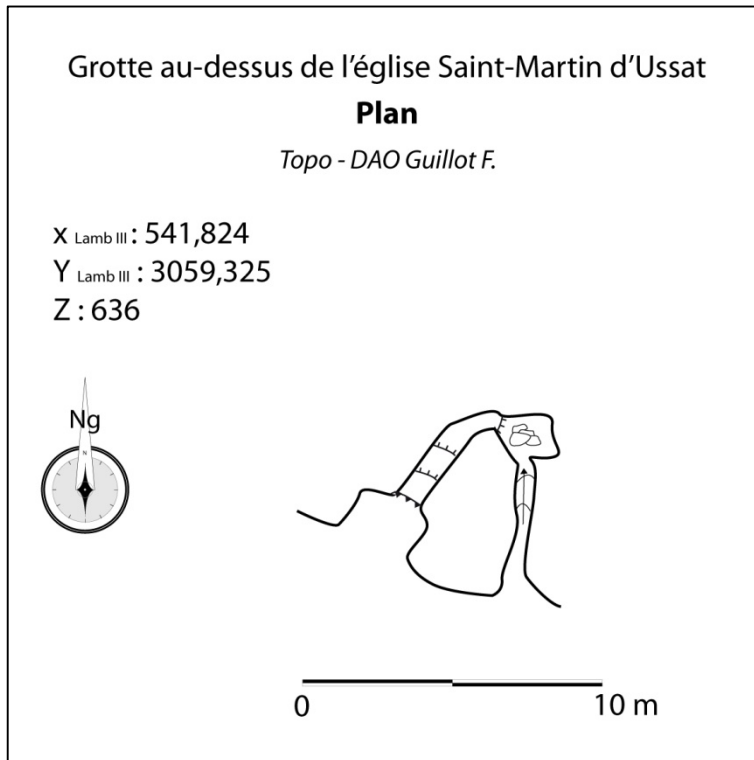 Grotte au-dessus de l'église Saint-Martin d'Ussat
Plan
Topo - DAO Guillot F.
x Lamb III : 541,824
Y Lamb III : 3059,325
Z : 636
Ng
N
0 10 m